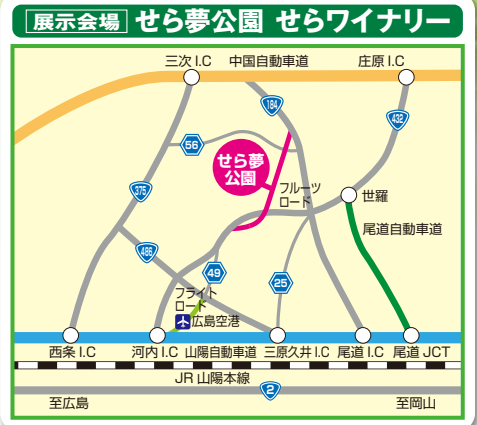 展示会場 せら夢公園 せらワイナリー
三次 I.C 中国自動車道 庄原 I.C
184
432
56
せら夢
公園
フルーツ
ロード
375
世羅
尾道自動車道
486
49
25
フライト
ロード
広島空港
西条 I.C 河内 I.C 山陽自動車道 三原久井 I.C 尾道 I.C 尾道 JCT
JR 山陽本線
2
至広島 至岡山